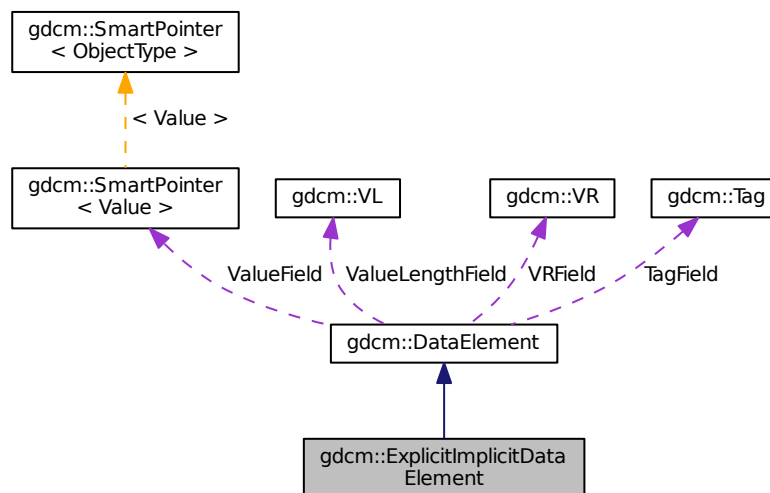 gdcm::SmartPointer
< ObjectType >
< Value >
gdcm::SmartPointer
< Value >
gdcm::VL
gdcm::VR
gdcm::Tag
ValueField
ValueLengthField
VRField
TagField
gdcm::DataElement
gdcm::ExplicitImplicitData
Element